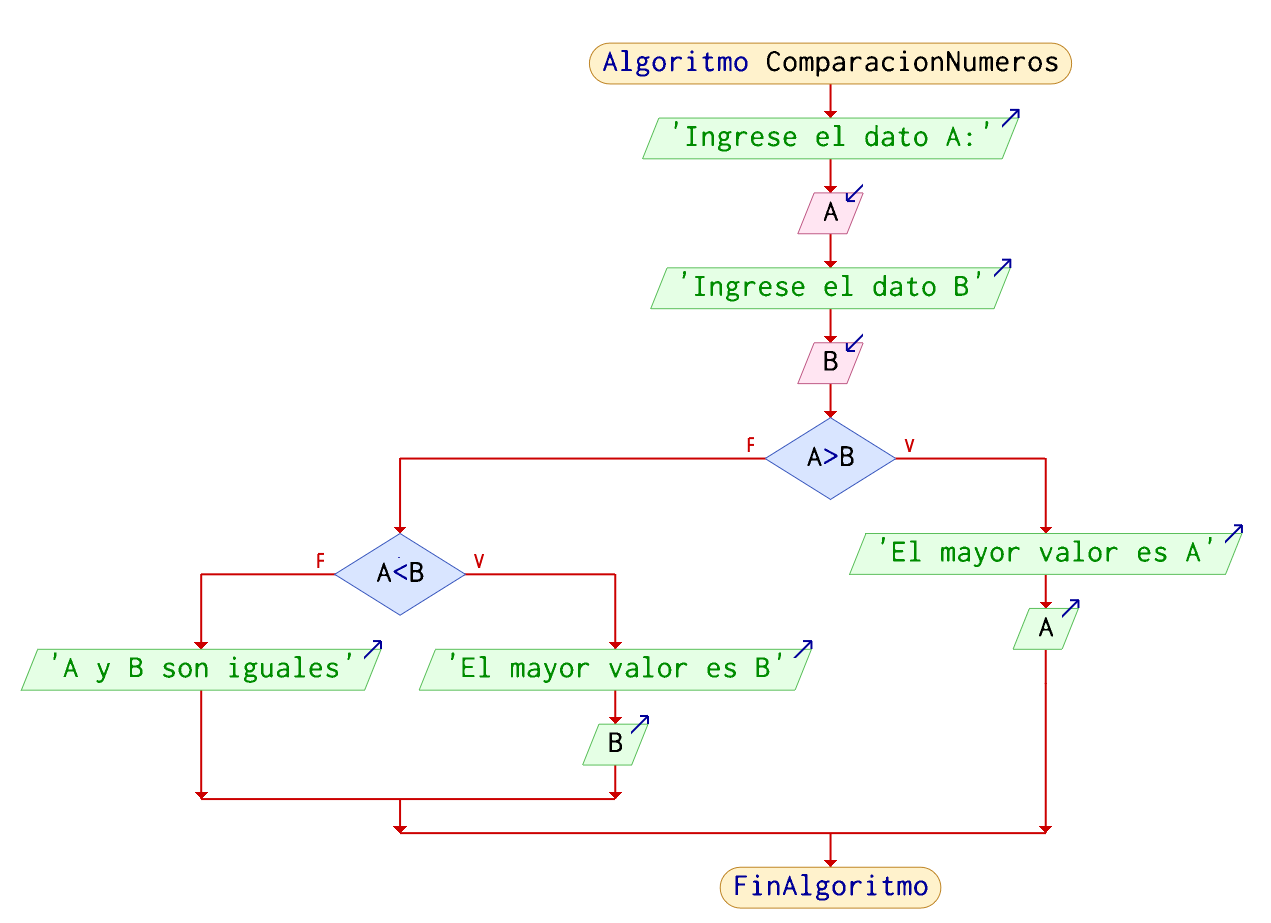 Algoritmo ComparacionNumeros
'Ingrese el dato A:'
A
'Ingrese el dato B'
B
A>B
F
V
A<B
F
V
'El mayor valor es A'
A
'A y B son iguales'
'El mayor valor es B'
B
FinAlgoritmo